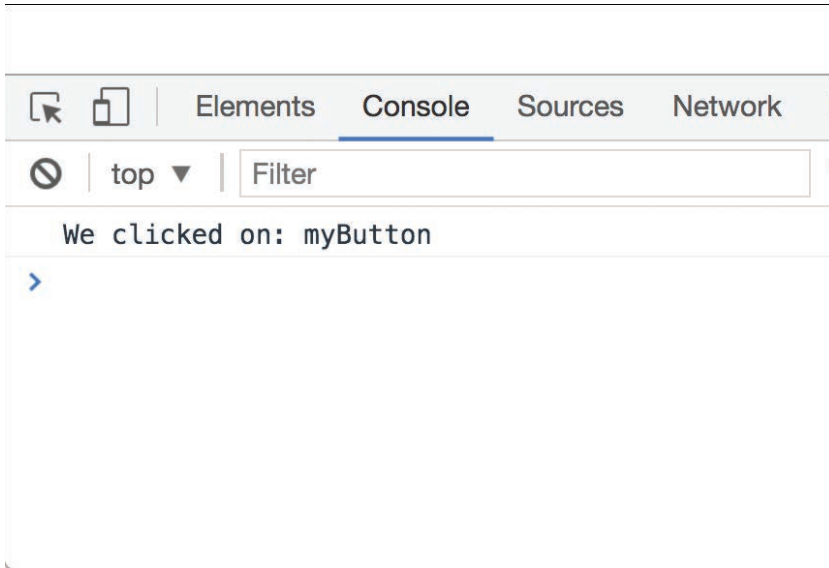 Elements Console Sources Network
top ▼ Filter
We clicked on: myButton